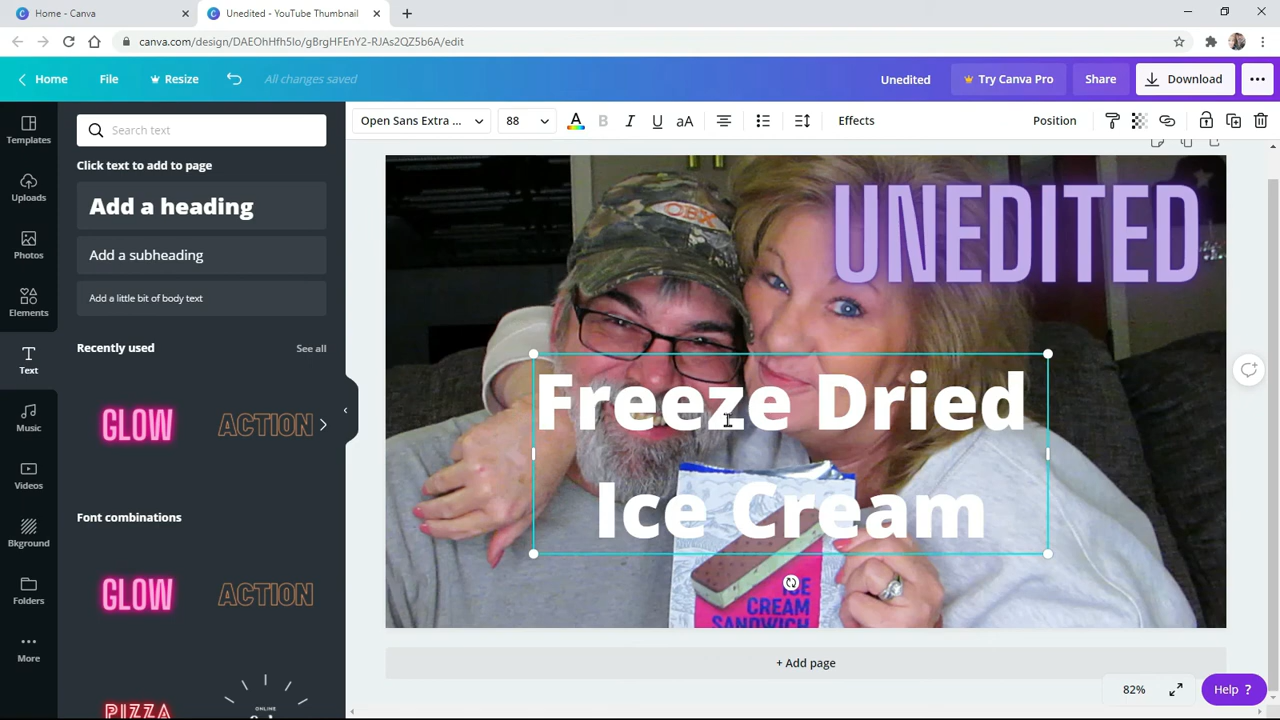 Home - Canva
Unedited - YouTube Thumbnail
canva.com/design/DAEOhHfh5lo/gBrgHFEnY2-RJAs2QZ5b6A/edit
Home File Resize All changes saved Unedited Try Canva Pro Share Download
Templates
Uploads
Photos
Elements
Text
Music
Videos
Bkground
Folders
More
Search text
Click text to add to page
Add a heading
Add a subheading
Add a little bit of body text
Recently used See all
GLOW ACTION
Font combinations
GLOW ACTION
PIZZA
ONLINE
Open Sans Extra ... 88 A B I U aA Effects Position
OBX
UNEDITED
Freeze Dried
Ice Cream
ICE
CREAM
SANDWICH
+ Add page
82% Help ?